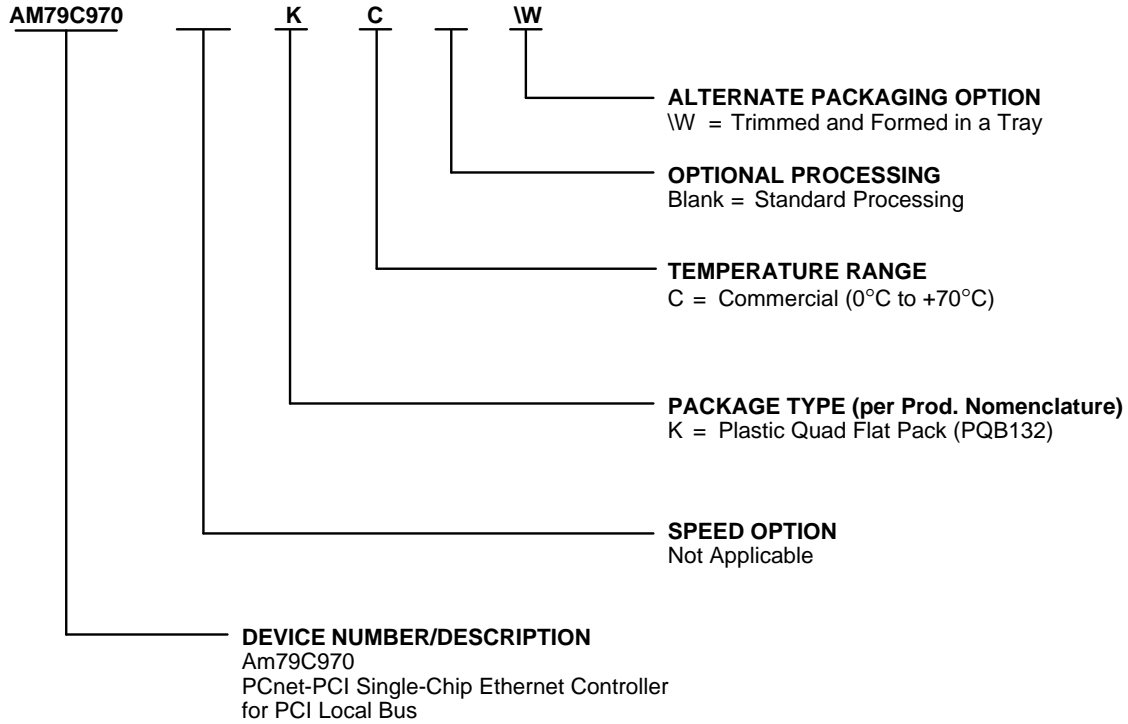 AM79C970 K C \W
ALTERNATE PACKAGING OPTION
\W = Trimmed and Formed in a Tray
OPTIONAL PROCESSING
Blank = Standard Processing
TEMPERATURE RANGE
C = Commercial (0°C to +70°C)
PACKAGE TYPE (per Prod. Nomenclature)
K = Plastic Quad Flat Pack (PQB132)
SPEED OPTION
Not Applicable
DEVICE NUMBER/DESCRIPTION
Am79C970
PCnet-PCI Single-Chip Ethernet Controller
for PCI Local Bus